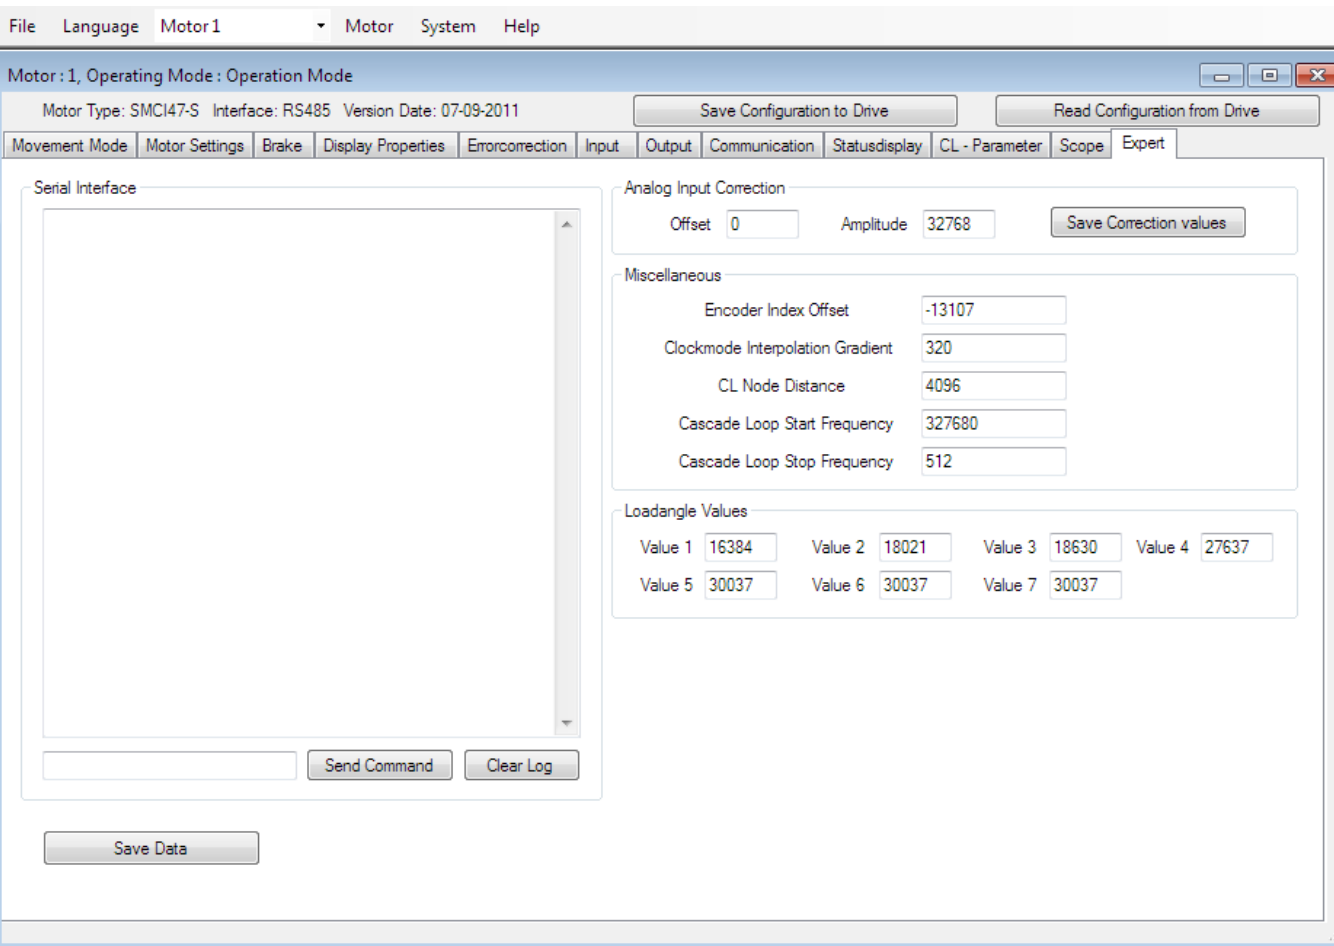 File Language Motor 1 Motor System Help
Motor : 1, Operating Mode : Operation Mode
Motor Type: SMCI47-S Interface: RS485 Version Date: 07-09-2011 Save Configuration to Drive Read Configuration from Drive
Movement Mode Motor Settings Brake Display Properties Errorcorrection Input Output Communication Statusdisplay CL - Parameter Scope Expert
Serial Interface
Send Command Clear Log
Save Data
Analog Input Correction
Offset 0 Amplitude 32768 Save Correction values
Miscellaneous
Encoder Index Offset -13107
Clockmode Interpolation Gradient 320
CL Node Distance 4096
Cascade Loop Start Frequency 327680
Cascade Loop Stop Frequency 512
Loadangle Values
Value 1 16384 Value 2 18021 Value 3 18630 Value 4 27637
Value 5 30037 Value 6 30037 Value 7 30037